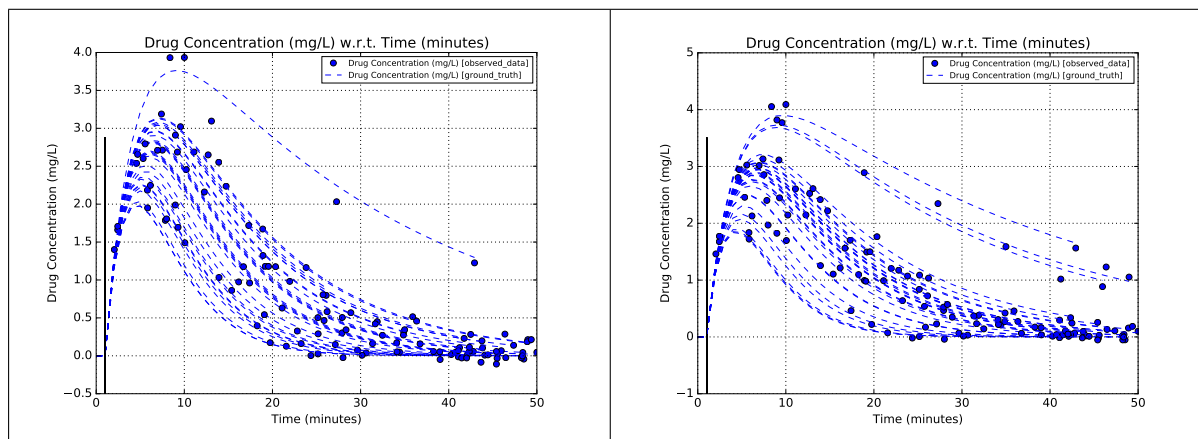 Drug Concentration (mg/L) w.r.t. Time (minutes)
Drug Concentration (mg/L) [observed_data]
Drug Concentration (mg/L) [ground_truth]
4.0
3.5
3.0
2.5
2.0
1.5
1.0
0.5
0.0
−0.5
Drug Concentration (mg/L)
0 10 20 30 40 50
Time (minutes)
Drug Concentration (mg/L) w.r.t. Time (minutes)
Drug Concentration (mg/L) [observed_data]
Drug Concentration (mg/L) [ground_truth]
5
4
3
2
1
0
−1
Drug Concentration (mg/L)
0 10 20 30 40 50
Time (minutes)